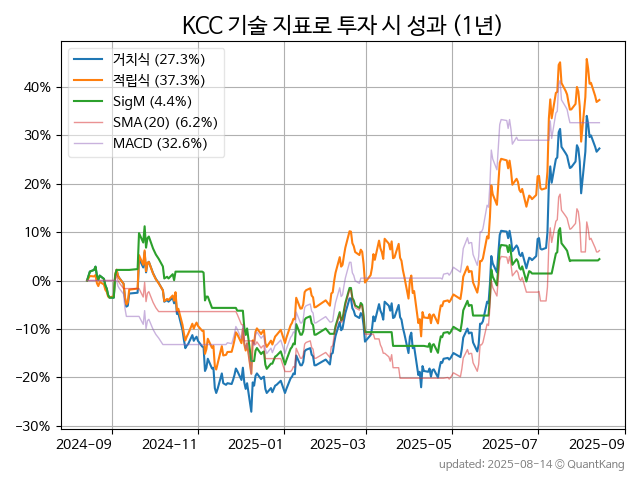 KCC 기술 지표로 투자 시 성과 (1년)
거치식 (27.3%)
적립식 (37.3%)
SigM (4.4%)
SMA(20) (6.2%)
MACD (32.6%)
40%
30%
20%
10%
0%
−10%
−20%
−30%
2024-09 2024-11 2025-01 2025-03 2025-05 2025-07 2025-09
updated: 2025-08-14 © QuantKang